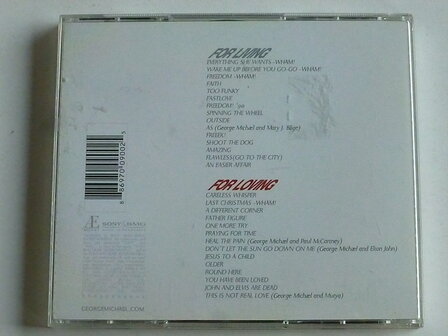 FOR LIVING
EVERYTHING SHE WANTS -WHAM!
WAKE ME UP BEFORE YOU GO-GO -WHAM!
FREEDOM -WHAM!
FAITH
TOO FUNKY
FASTLOVE
FREEDOM! '90
SPINNING THE WHEEL
OUTSIDE
AS (George Michael and Mary J. Blige)
FREEEK!
SHOOT THE DOG
AMAZING
FLAWLESS (GO TO THE CITY)
AN EASIER AFFAIR
FOR LOVING
CARELESS WHISPER
LAST CHRISTMAS -WHAM!
A DIFFERENT CORNER
FATHER FIGURE
ONE MORE TRY
PRAYING FOR TIME
HEAL THE PAIN (George Michael and Paul McCartney)
DON'T LET THE SUN GO DOWN ON ME (George Michael and Elton John)
JESUS TO A CHILD
OLDER
ROUND HERE
YOU HAVE BEEN LOVED
JOHN AND ELVIS ARE DEAD
THIS IS NOT REAL LOVE (George Michael and Mutya)
8 86970 09002 5
SONY BMG
GEORGEMICHAEL.COM